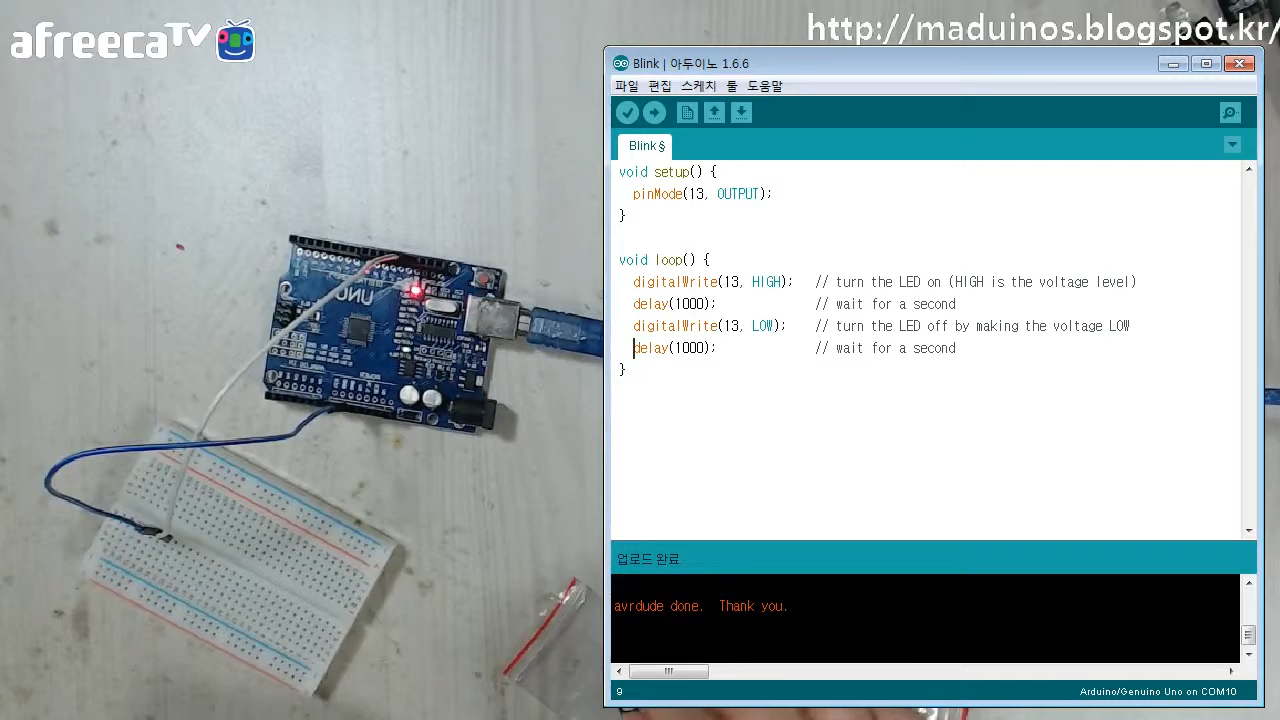 afreecaTV
http://maduinos.blogspot.kr/
Blink | 아두이노 1.6.6
파일 편집 스케치 툴 도움말
Blink§
void setup() {
pinMode(13, OUTPUT);
}
void loop() {
digitalWrite(13, HIGH);   // turn the LED on (HIGH is the voltage level)
delay(1000);              // wait for a second
digitalWrite(13, LOW);    // turn the LED off by making the voltage LOW
delay(1000);              // wait for a second
}
UNO
업로드 완료.
avrdude done.  Thank you.
9
Arduino/Genuino Uno on COM10